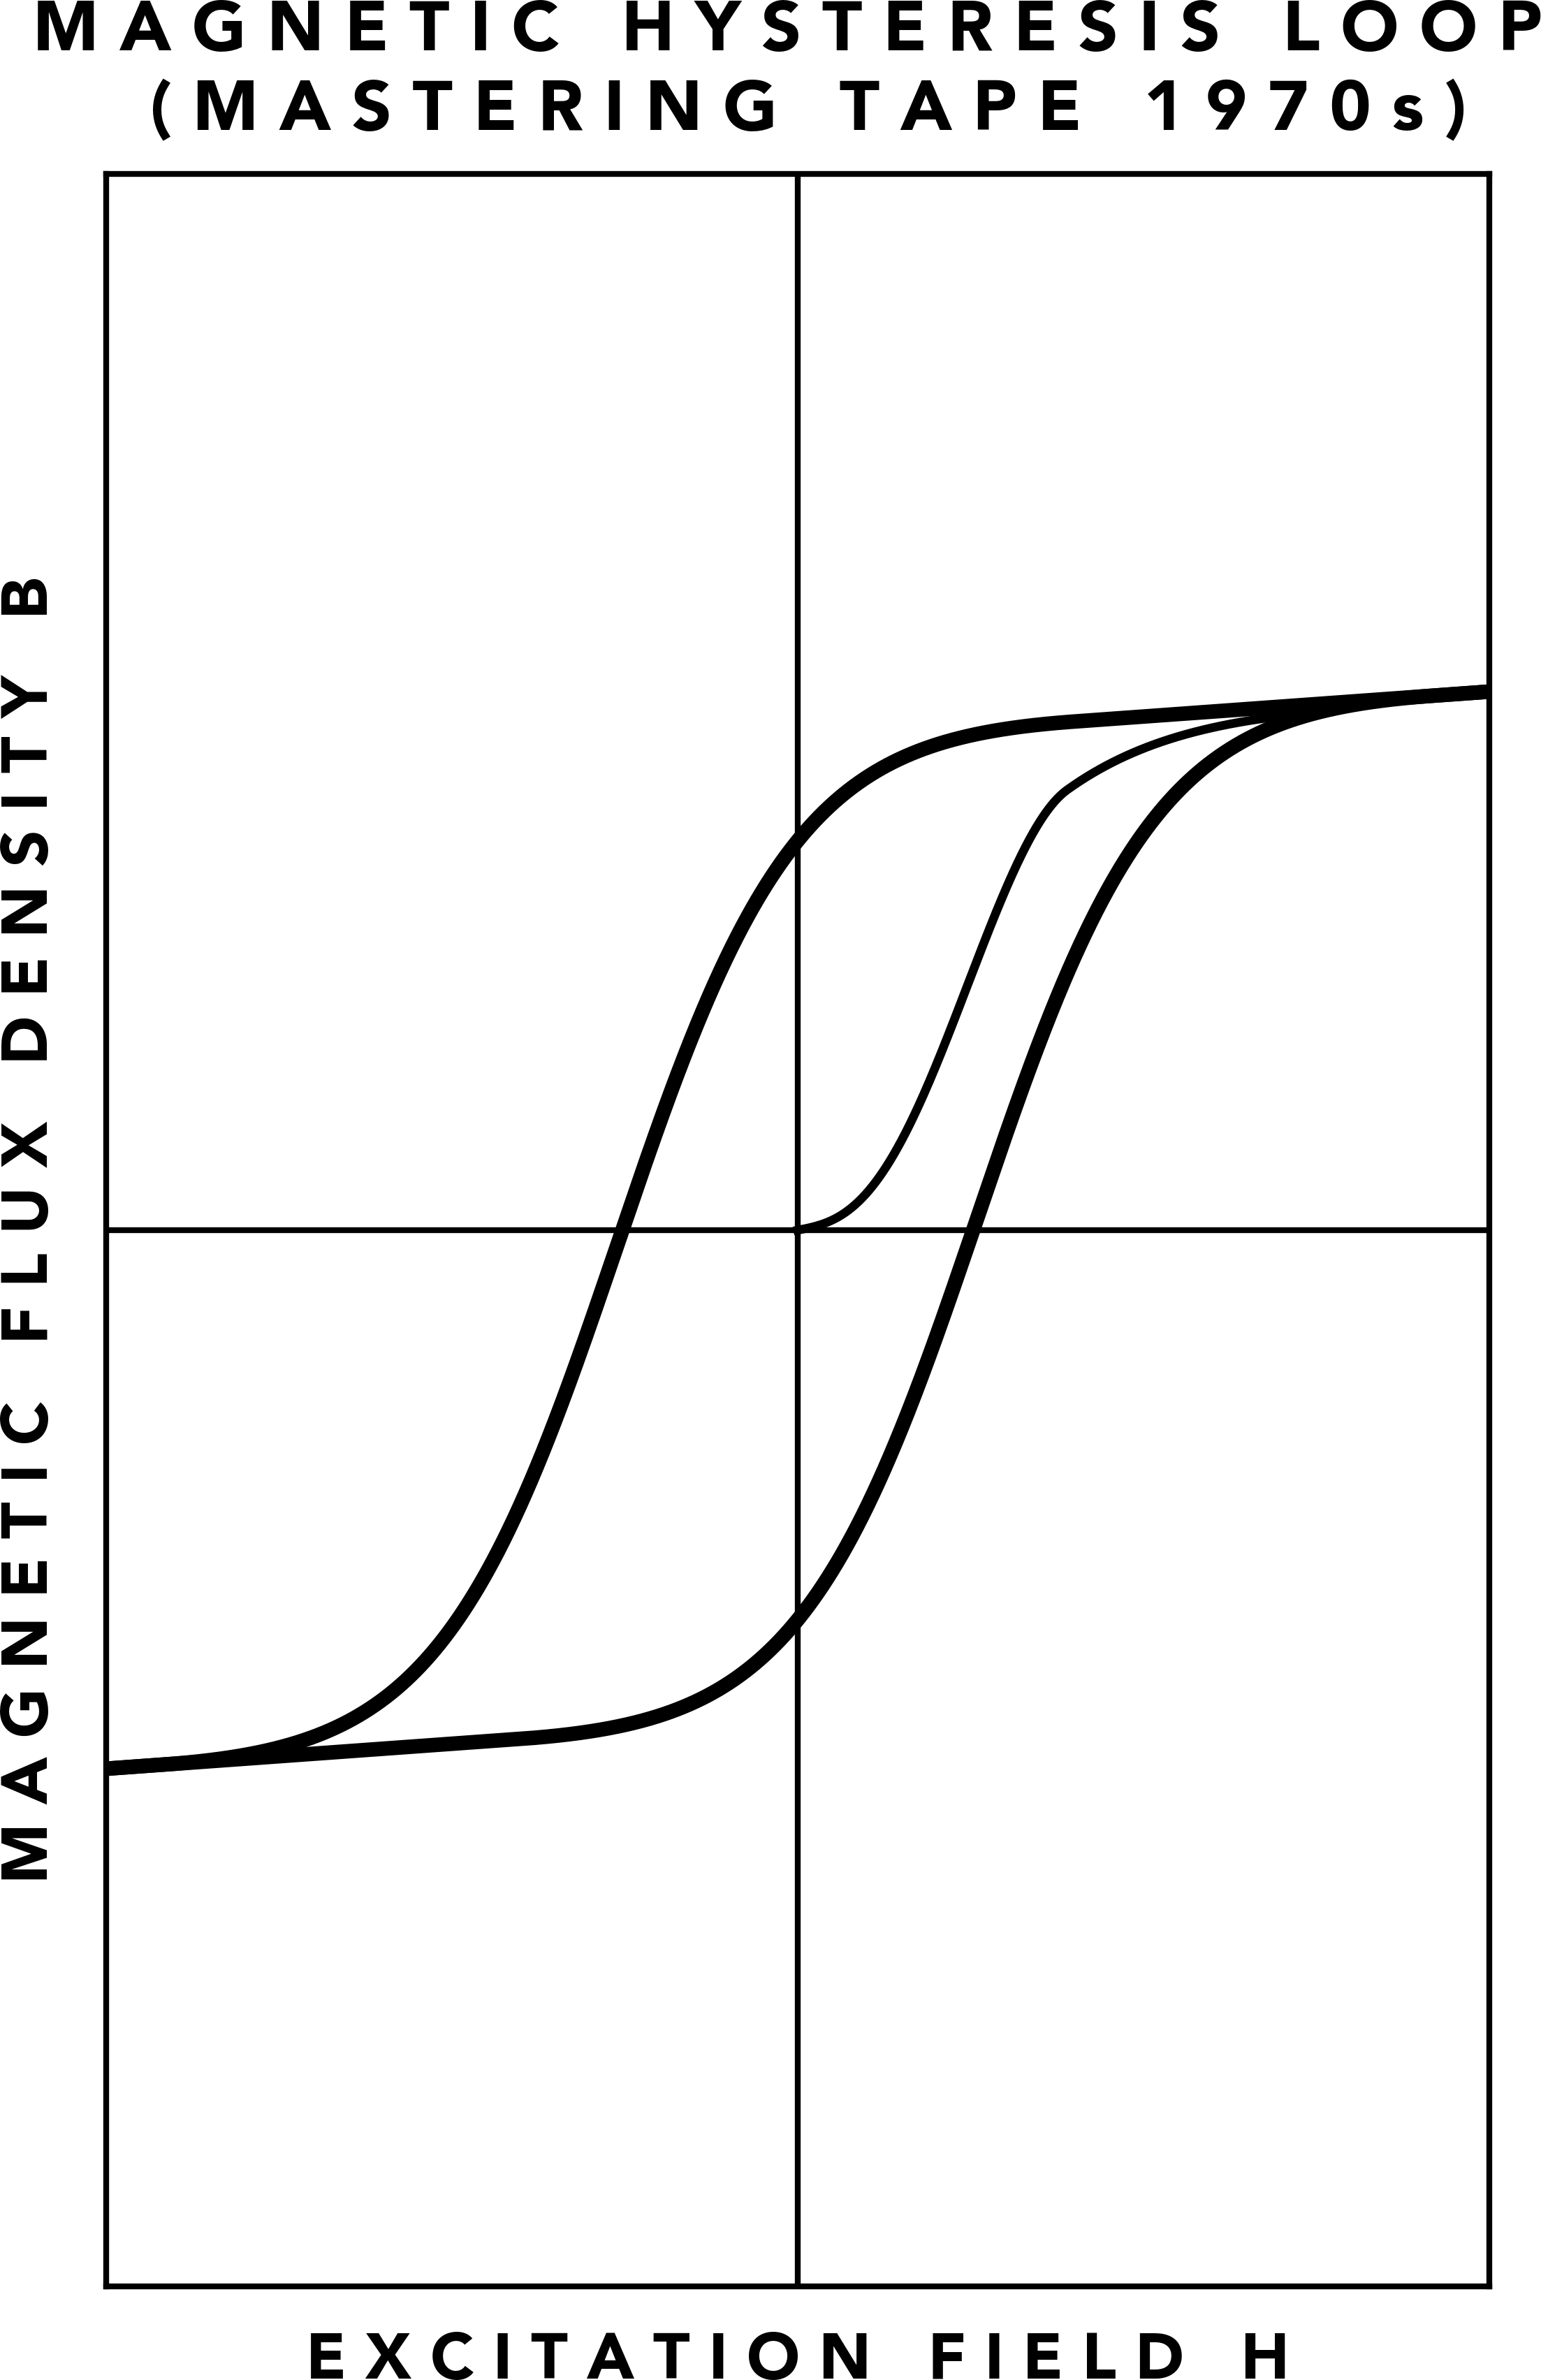 MAGNETIC HYSTERESIS LOOP
(MASTERING TAPE 1970s)
MAGNETIC FLUX DENSITY B
EXCITATION FIELD H